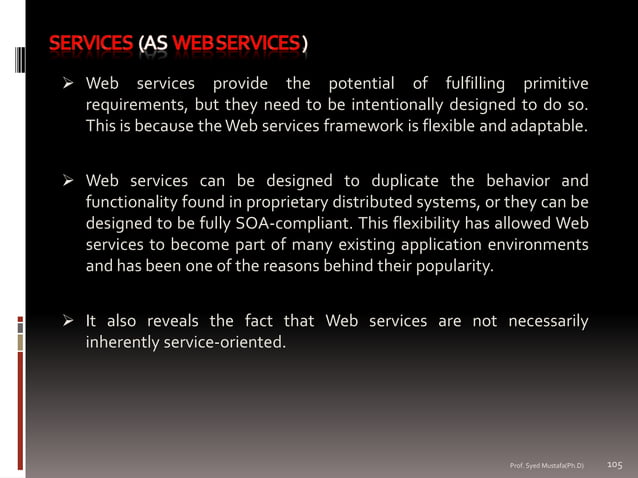 SERVICES (AS WEB SERVICES)
➢ Web services provide the potential of fulfilling primitive
requirements, but they need to be intentionally designed to do so.
This is because the Web services framework is flexible and adaptable.
➢ Web services can be designed to duplicate the behavior and
functionality found in proprietary distributed systems, or they can be
designed to be fully SOA-compliant. This flexibility has allowed Web
services to become part of many existing application environments
and has been one of the reasons behind their popularity.
➢ It also reveals the fact that Web services are not necessarily
inherently service-oriented.
Prof. Syed Mustafa(Ph.D) 105